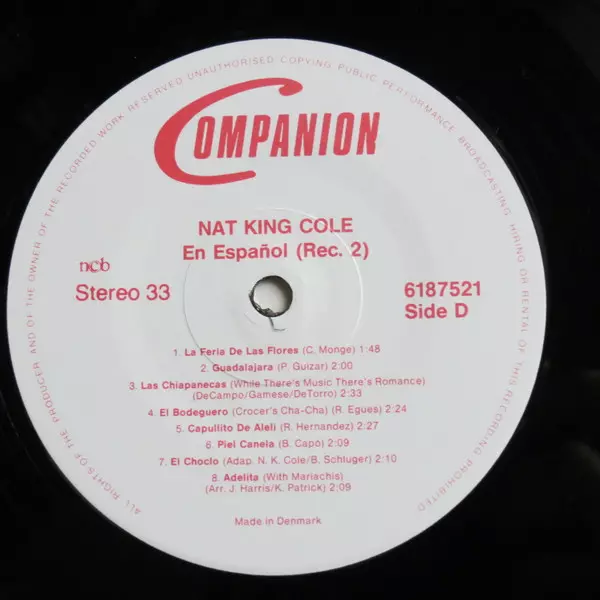 ALL RIGHTS OF THE PRODUCER AND OF THE OWNER OF THE RECORDED WORK RESERVED UNAUTHORISED COPYING PUBLIC PERFORMANCE BROADCASTING HIRING OR RENTAL OF THIS RECORDING PROHIBITED
COMPANION
NAT KING COLE
En Español (Rec. 2)
ncb
Stereo 33
6187521
Side D
1. La Feria De Las Flores (C. Monge) 1:48
2. Guadalajara (P. Guizar) 2:00
3. Las Chiapanecas (While There's Music There's Romance)
(DeCampo/Gamese/DeTorro) 2:33
4. El Bodeguero (Crocer's Cha-Cha) (R. Egues) 2:24
5. Capullito De Aleli (R. Hernandez) 2:27
6. Piel Canela (B. Capó) 2:09
7. El Choclo (Adap. N. K. Cole/B. Schluger) 2:10
8. Adelita (With Mariachis)
(Arr. J. Harris/K. Patrick) 2:09
Made in Denmark